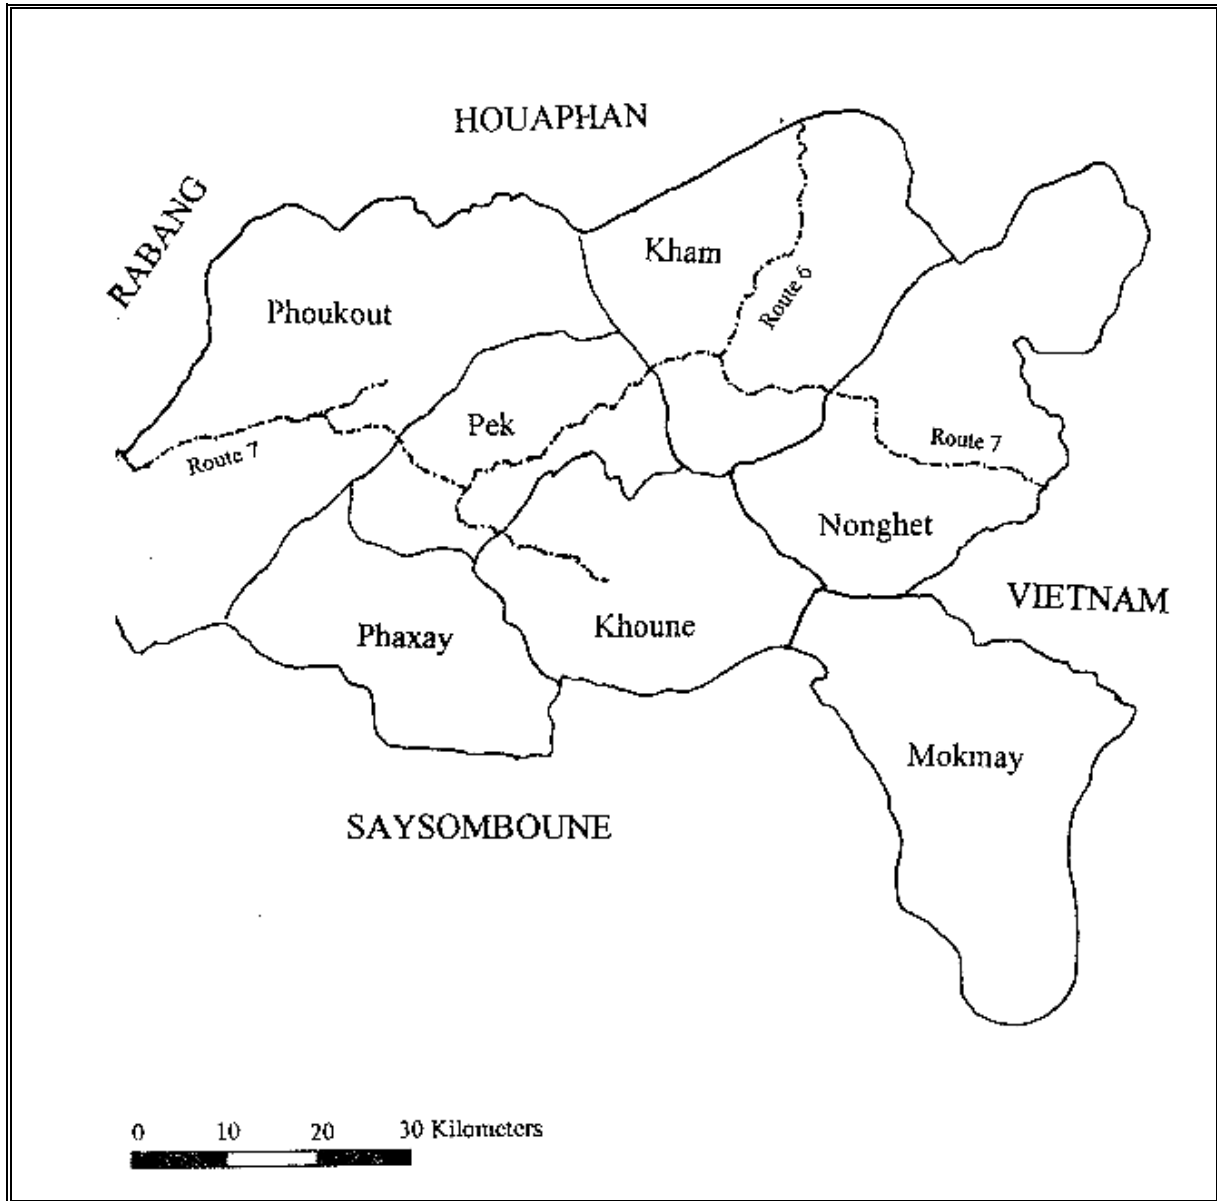 HOUAPHAN
RABANG
Kham
Route 6
Phoukout
Pek
Route 7
Route 7
Nonghet
VIETNAM
Khoune
Phaxay
Mokmay
SAYSOMBOUNE
0 10 20 30 Kilometers